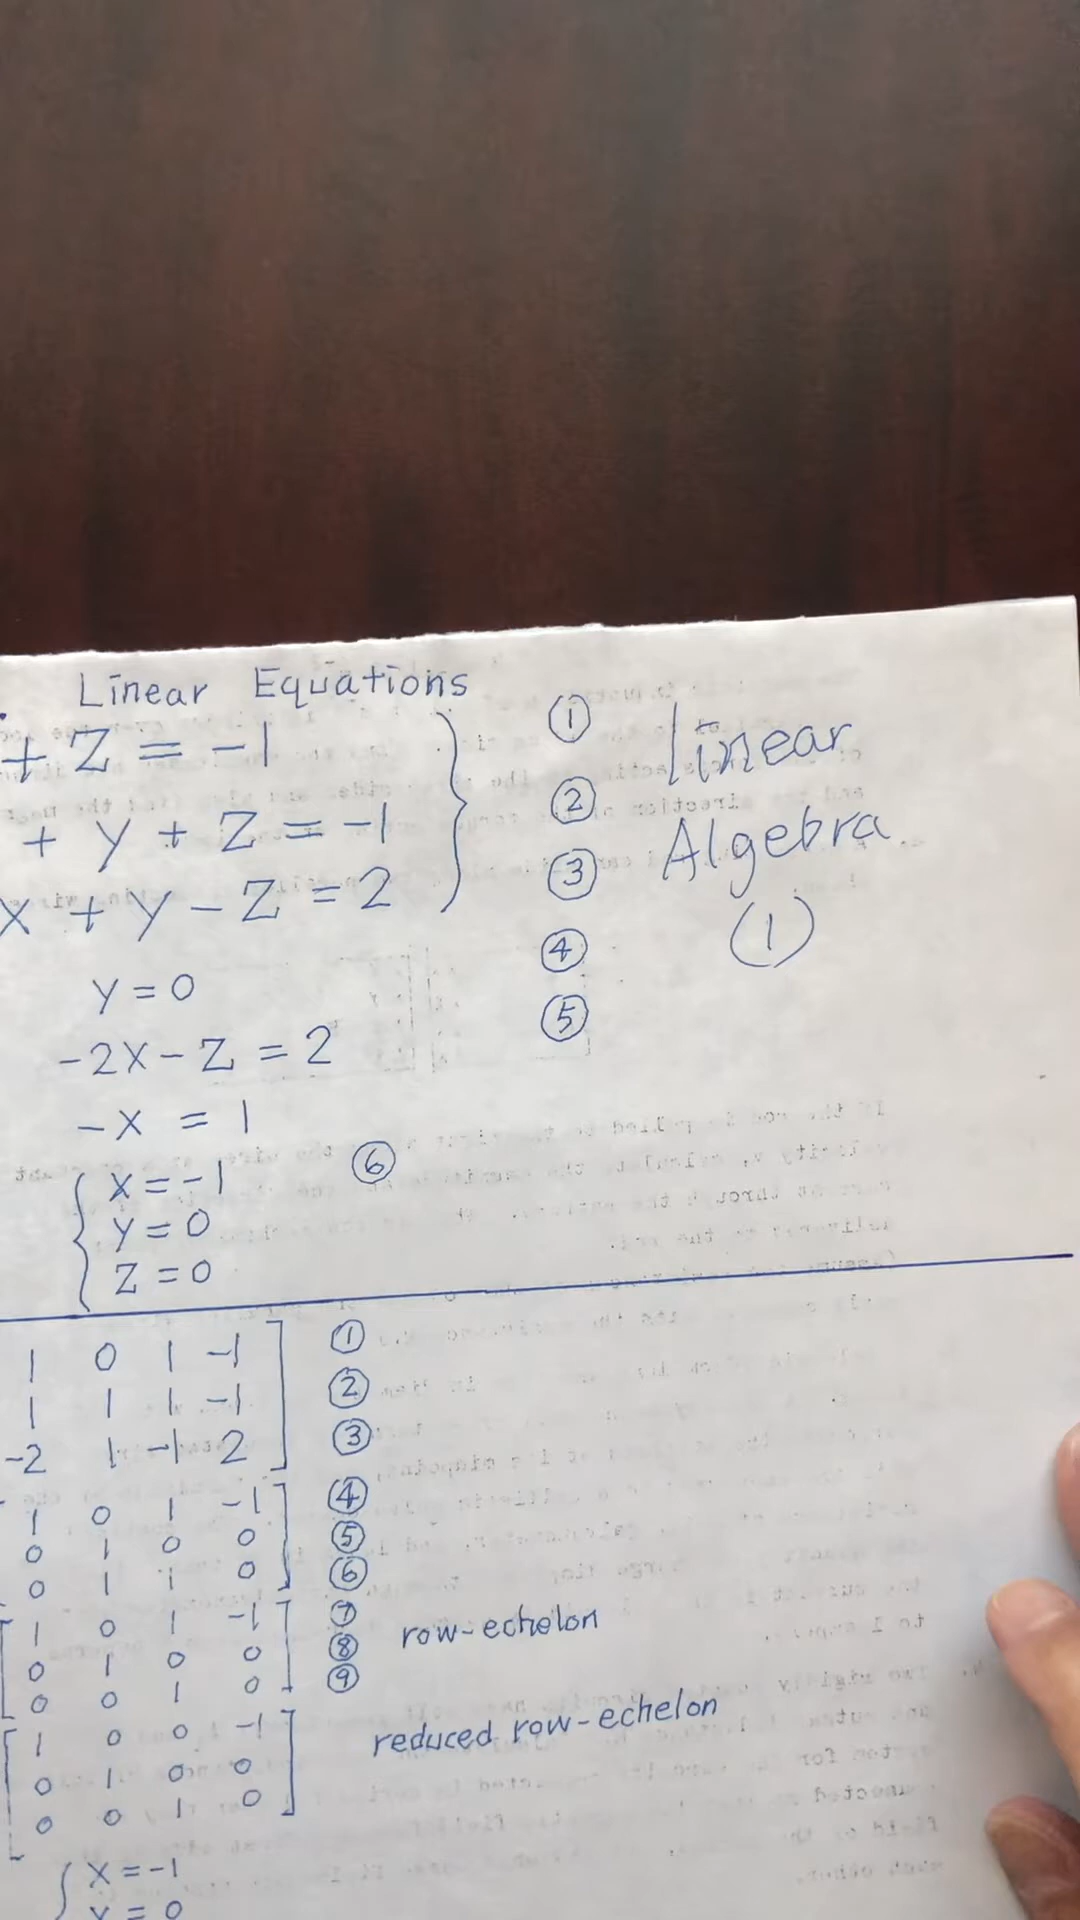 Linear Equations
+ Z = -1 ①
+ y + Z = -1 ②
x + y - Z = 2 ③
linear
Algebra
(1)
y = 0 ④
-2x - Z = 2 ⑤
-x = 1
x = -1 ⑥
y = 0
Z = 0
1 0 1 -1 ①
1 1 1 -1 ②
-2 1 -1 2 ③
1 0 1 -1 ④
0 1 0 0 ⑤
0 1 1 0 ⑥
1 0 1 -1 ⑦
0 1 0 0 ⑧ row-echelon
0 0 1 0 ⑨
1 0 0 -1
0 1 0 0 reduced row-echelon
0 0 1 0
x = -1
y = 0